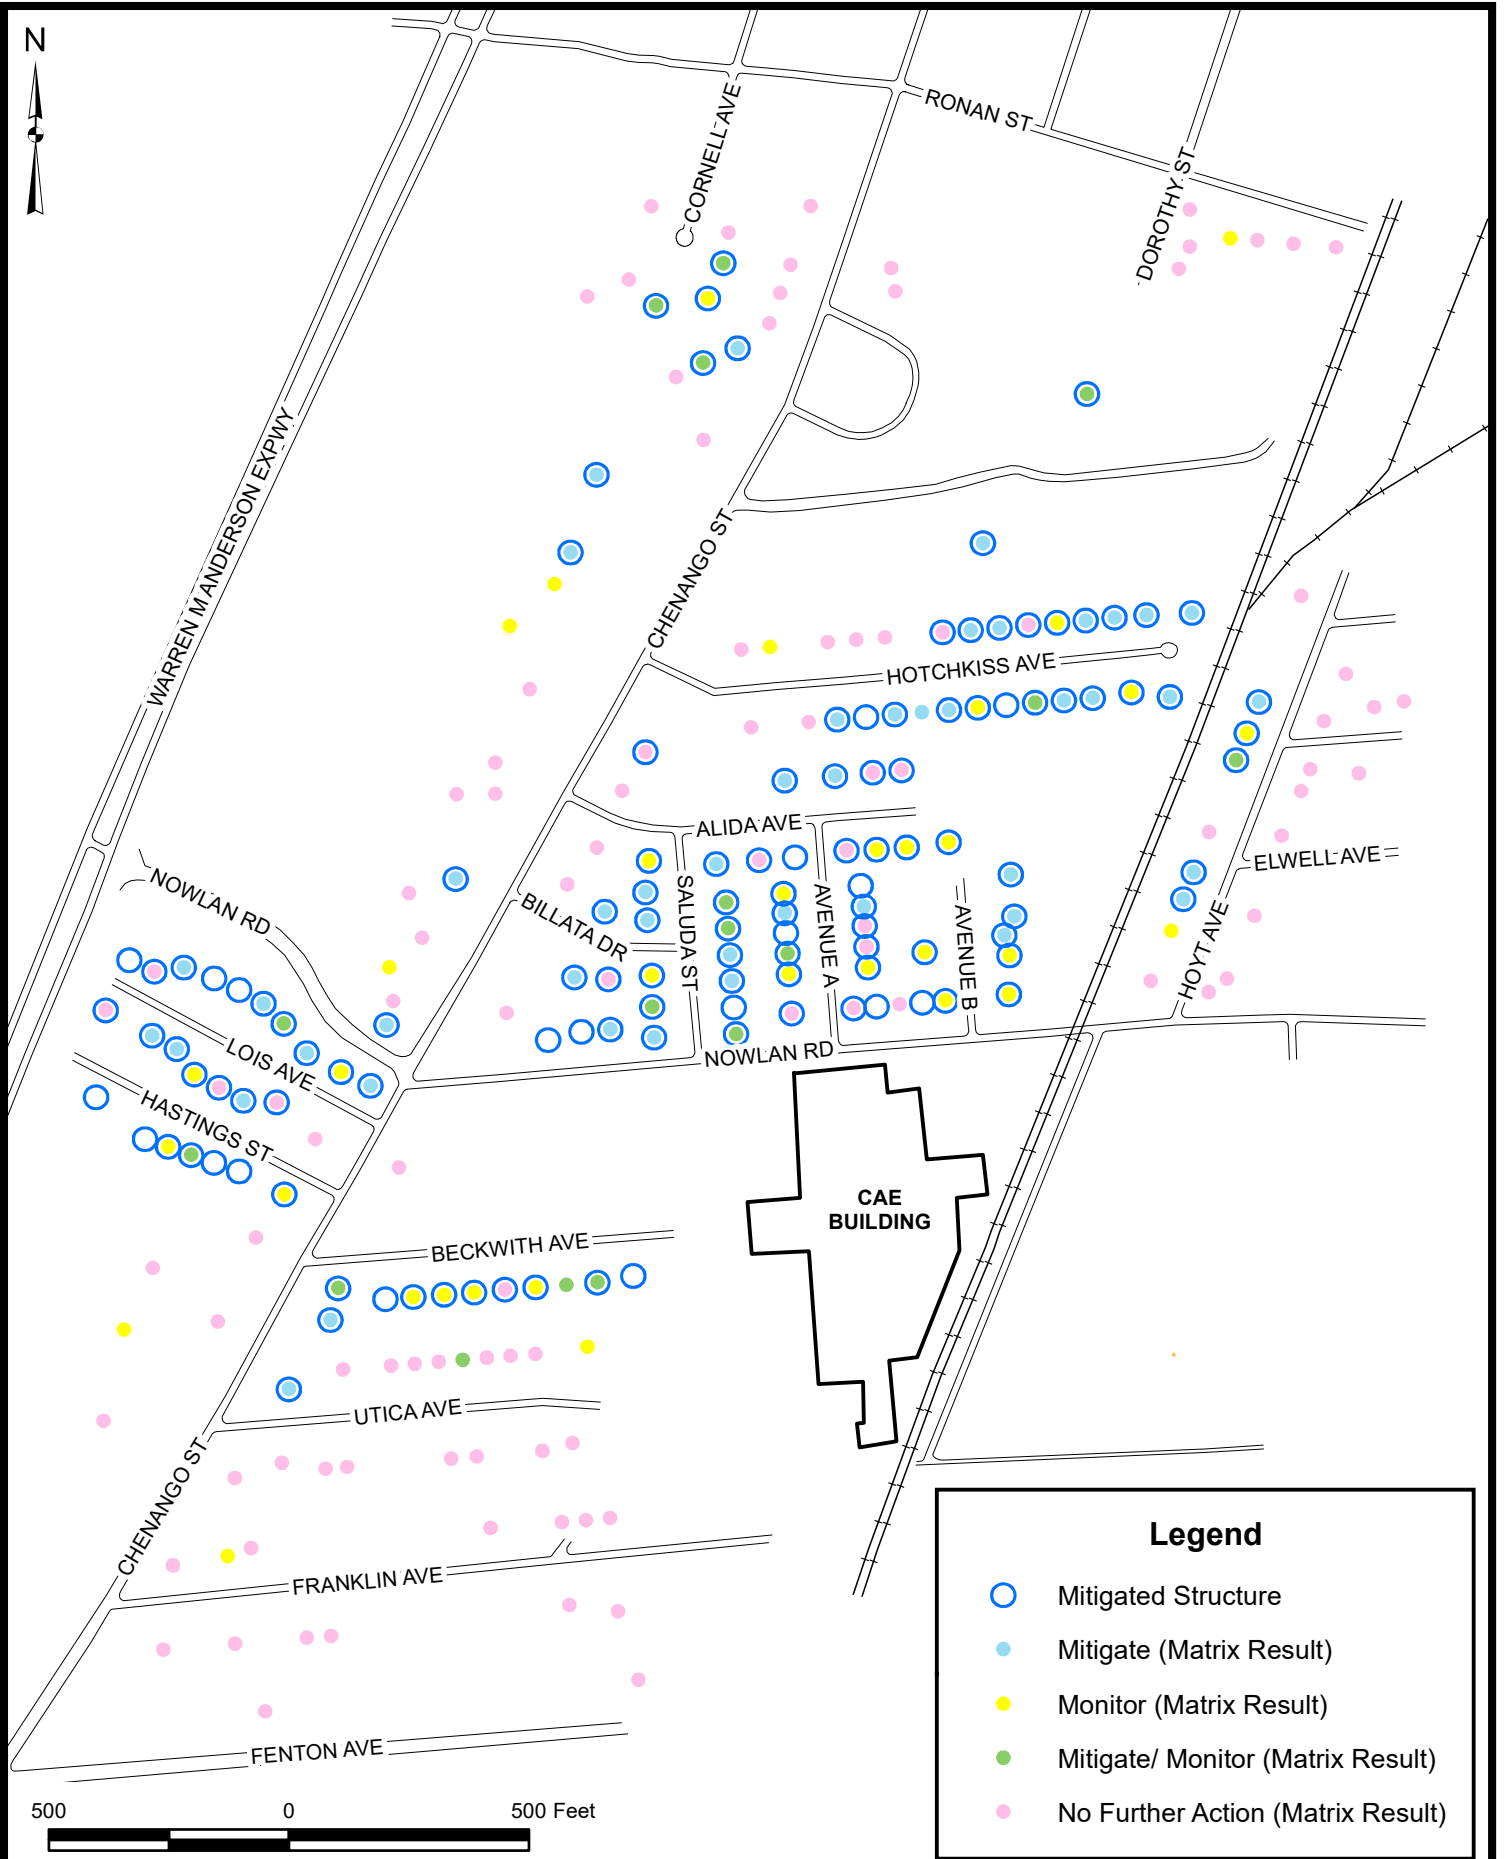 N
CORNELL AVE
RONAN ST
DOROTHY ST
WARREN M ANDERSON EXPWY
CHENANGO ST
HOTCHKISS AVE
ALIDA AVE
ELWELL AVE
NOWLAN RD
BILLATA DR
SALUDA ST
AVENUE A
AVENUE B
HOYT AVE
LOIS AVE
NOWLAN RD
HASTINGS ST
CAE
BUILDING
BECKWITH AVE
UTICA AVE
CHENANGO ST
FRANKLIN AVE
FENTON AVE
500 0 500 Feet
Legend
Mitigated Structure
Mitigate (Matrix Result)
Monitor (Matrix Result)
Mitigate/ Monitor (Matrix Result)
No Further Action (Matrix Result)